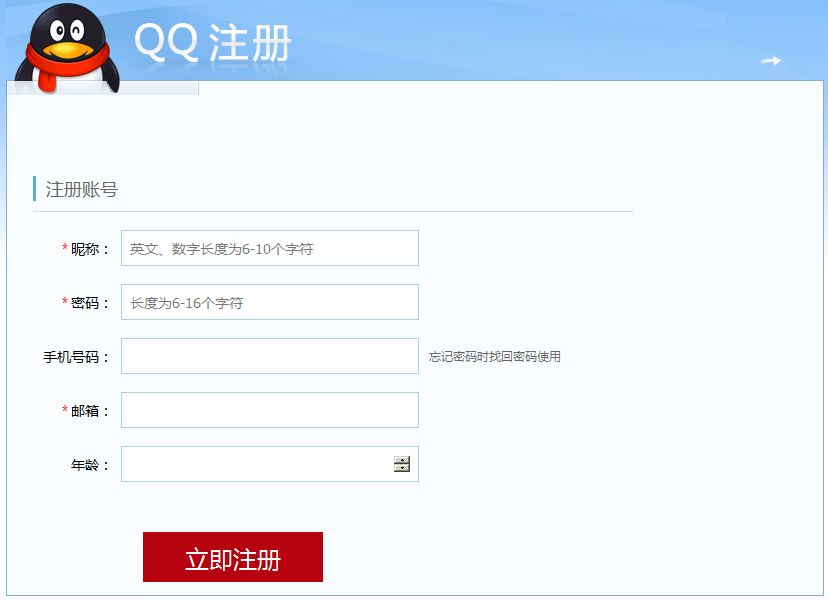 QQ 注册
注册账号
*昵称： 英文、数字长度为6-10个字符
*密码： 长度为6-16个字符
手机号码： 忘记密码时找回密码使用
*邮箱：
年龄：
立即注册